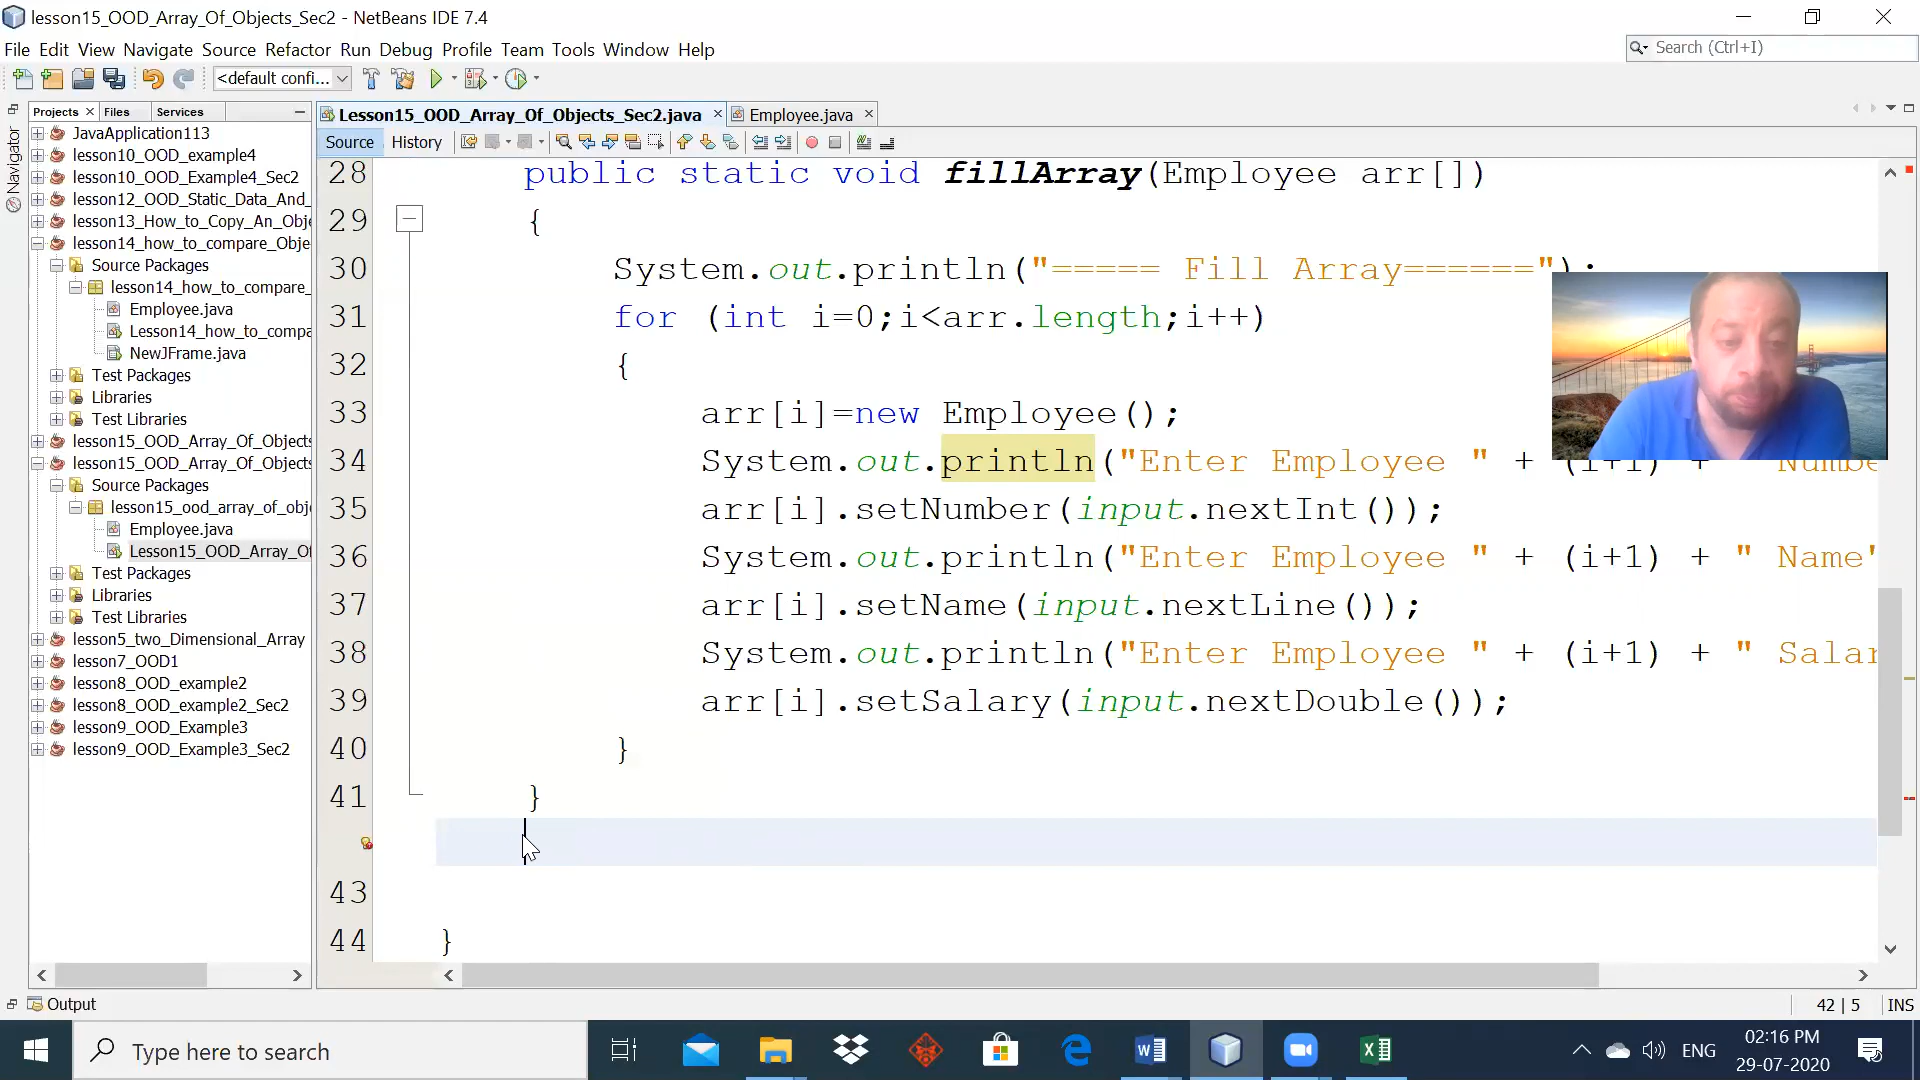 lesson15_OOD_Array_Of_Objects_Sec2 - NetBeans IDE 7.4
File Edit View Navigate Source Refactor Run Debug Profile Team Tools Window Help
Search (Ctrl+I)
<default confi...
Projects Files Services
Navigator
JavaApplication113
lesson10_OOD_example4
lesson10_OOD_Example4_Sec2
lesson12_OOD_Static_Data_And_
lesson13_How_to_Copy_An_Obje
lesson14_how_to_compare_Obje
Source Packages
lesson14_how_to_compare_
Employee.java
Lesson14_how_to_compa
NewJFrame.java
Test Packages
Libraries
Test Libraries
lesson15_OOD_Array_Of_Objects
lesson15_OOD_Array_Of_Objects
Source Packages
lesson15_ood_array_of_obj
Employee.java
Lesson15_OOD_Array_Of
Test Packages
Libraries
Test Libraries
lesson5_two_Dimensional_Array
lesson7_OOD1
lesson8_OOD_example2
lesson8_OOD_example2_Sec2
lesson9_OOD_Example3
lesson9_OOD_Example3_Sec2
Lesson15_OOD_Array_Of_Objects_Sec2.java Employee.java
Source History
28 public static void fillArray(Employee arr[])
29 {
30 System.out.println("===== Fill Array======");
31 for (int i=0;i<arr.length;i++)
32 {
33 arr[i]=new Employee();
34 System.out.println("Enter Employee " + (i+1) + " Numbe
35 arr[i].setNumber(input.nextInt());
36 System.out.println("Enter Employee " + (i+1) + " Name"
37 arr[i].setName(input.nextLine());
38 System.out.println("Enter Employee " + (i+1) + " Salar
39 arr[i].setSalary(input.nextDouble());
40 }
41 }
43
44 }
Output
42 | 5 INS
Type here to search
ENG
02:16 PM
29-07-2020